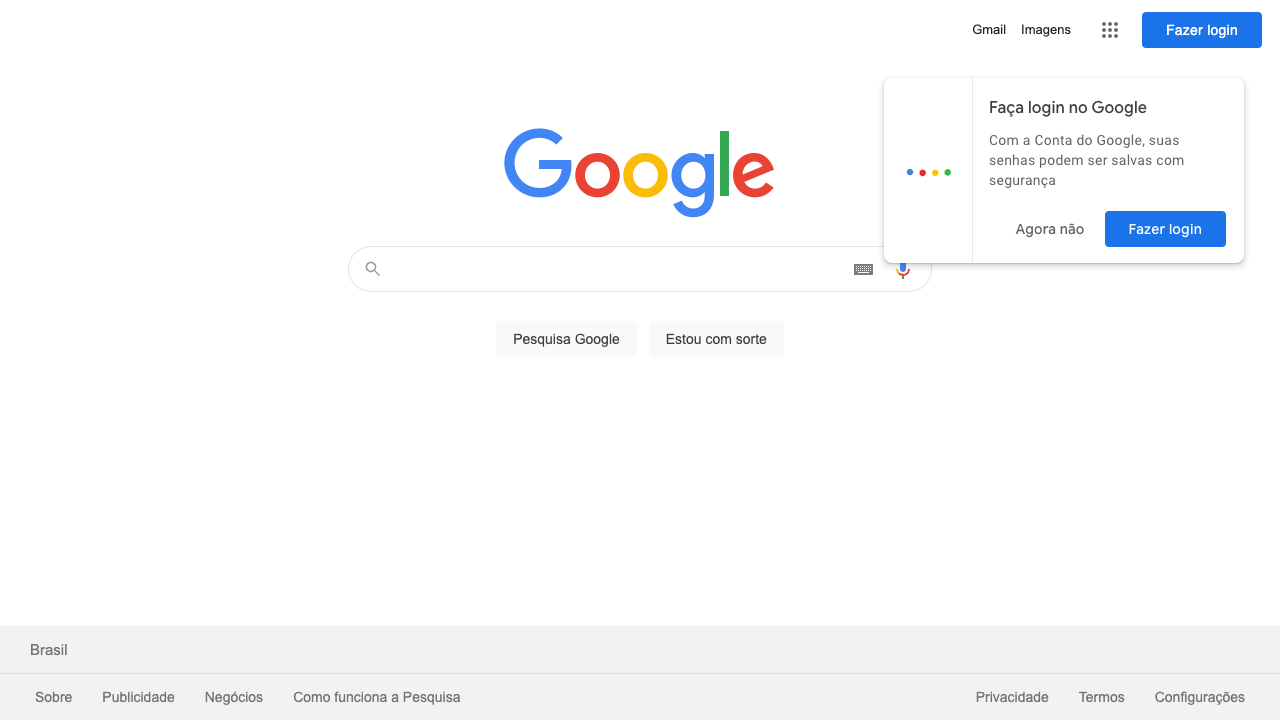 Gmail Imagens Fazer login
Faça login no Google
Com a Conta do Google, suas
senhas podem ser salvas com
segurança
Agora não Fazer login
Google
Pesquisa Google Estou com sorte
Brasil
Sobre Publicidade Negócios Como funciona a Pesquisa Privacidade Termos Configurações